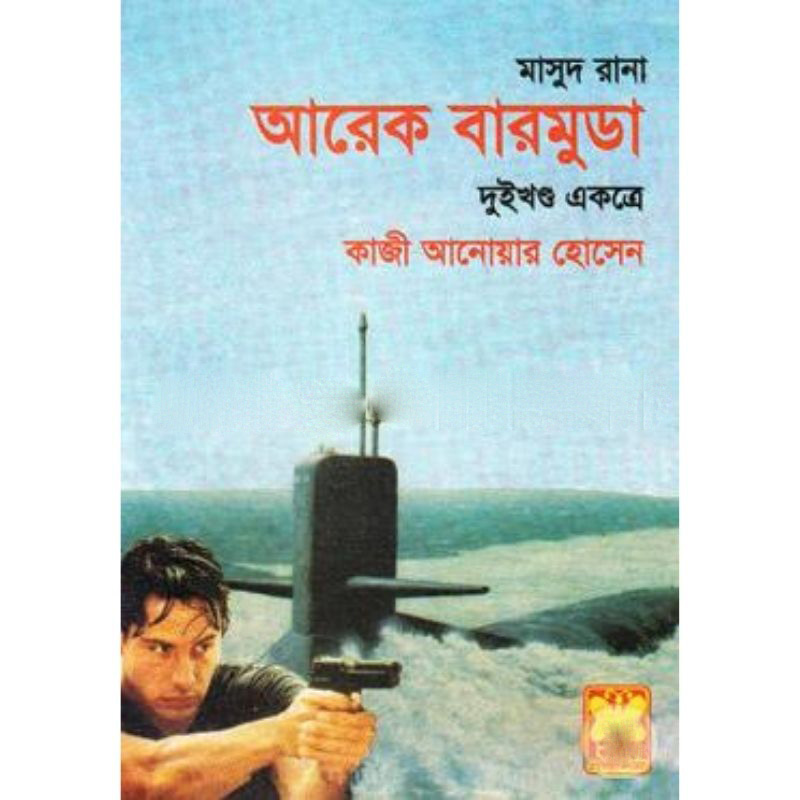 মাসুদ রানা
আরেক বারমুডা
দুইখণ্ড একত্রে
কাজী আনোয়ার হোসেন